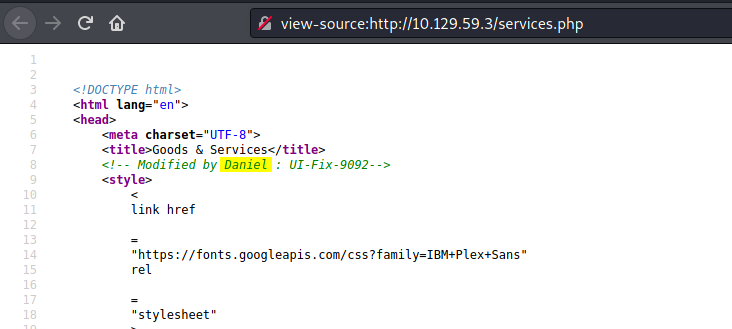 view-source:http://10.129.59.3/services.php
1
2
3 <!DOCTYPE html>
4 <html lang="en">
5 <head>
6 <meta charset="UTF-8">
7 <title>Goods & Services</title>
8 <!-- Modified by Daniel : UI-Fix-9092-->
9 <style>
10 <
11 link href
12
13 =
14 "https://fonts.googleapis.com/css?family=IBM+Plex+Sans"
15 rel
16
17 =
18 "stylesheet"
19 >